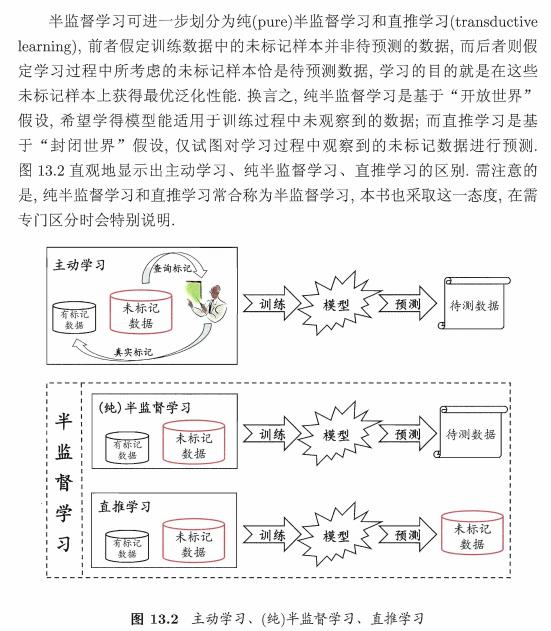 半监督学习可进一步划分为纯(pure)半监督学习和直推学习(transductive
learning), 前者假定训练数据中的未标记样本并非待预测的数据, 而后者则假
定学习过程中所考虑的未标记样本恰是待预测数据, 学习的目的就是在这些
未标记样本上获得最优泛化性能. 换言之, 纯半监督学习是基于“开放世界”
假设, 希望学得模型能适用于训练过程中未观察到的数据; 而直推学习是基
于“封闭世界”假设, 仅试图对学习过程中观察到的未标记数据进行预测.
图 13.2 直观地显示出主动学习、纯半监督学习、直推学习的区别. 需注意的
是, 纯半监督学习和直推学习常合称为半监督学习, 本书也采取这一态度, 在需
专门区分时会特别说明.
主动学习
查询标记
有标记
数据
未标记
数据
真实标记
训练
模型
预测
待测数据
半监督学习
(纯)半监督学习
有标记
数据
未标记
数据
训练
模型
预测
待测数据
直推学习
有标记
数据
未标记
数据
训练
模型
预测
未标记
数据
图 13.2 主动学习、(纯)半监督学习、直推学习